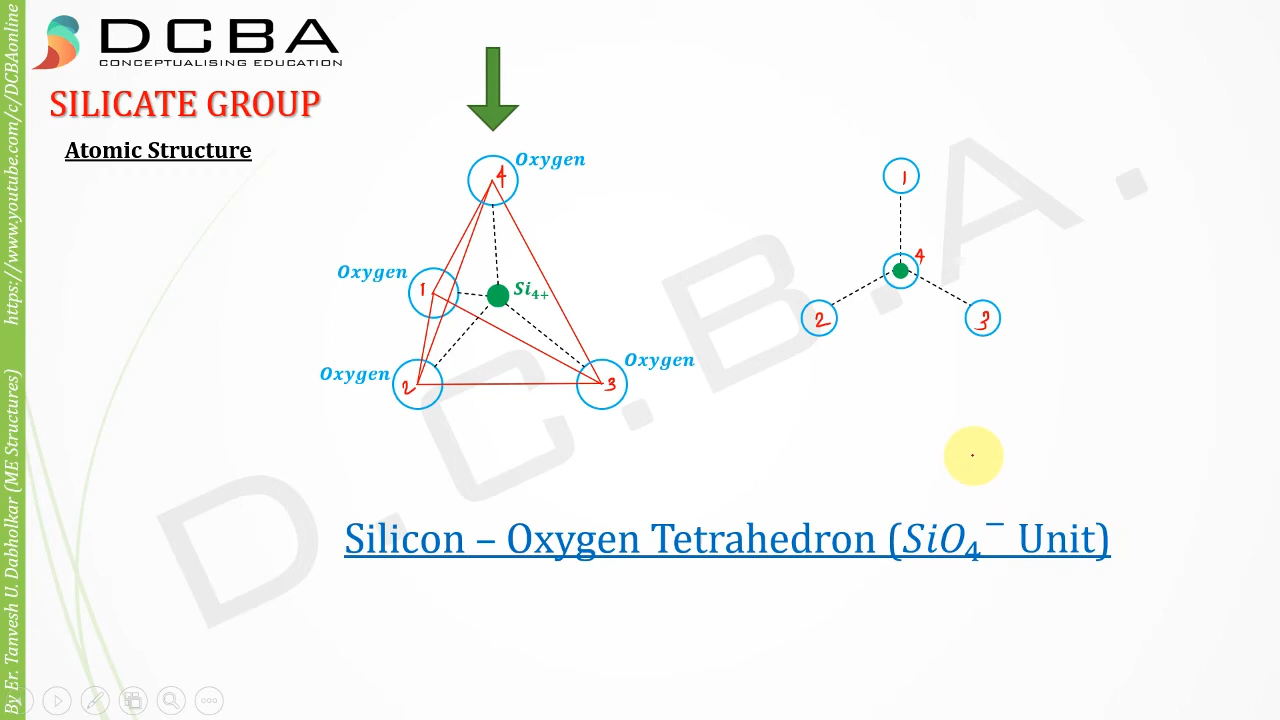 DCBA
CONCEPTUALISING EDUCATION
SILICATE GROUP
Atomic Structure
Oxygen
4
Oxygen
1
Si4+
Oxygen
2
3
Oxygen
1
4
2
3
Silicon – Oxygen Tetrahedron (SiO₄⁻ Unit)
D.C.B.A.
By Er. Tanvesh U. Dabholkar (ME Structures) https://www.youtube.com/c/DCBAonline